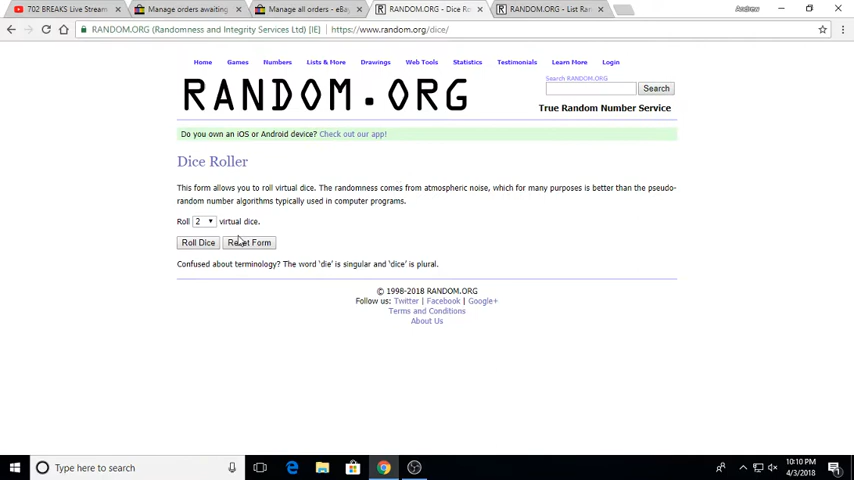 702 BREAKS Live Stream
Manage orders awaiting
Manage all orders - eBay
RANDOM.ORG - Dice Ro
RANDOM.ORG - List Ran
Andrew
RANDOM.ORG (Randomness and Integrity Services Ltd) [IE] | https://www.random.org/dice/
Home Games Numbers Lists & More Drawings Web Tools Statistics Testimonials Learn More Login
Search RANDOM.ORG
RANDOM.ORG
Search
True Random Number Service
Do you own an iOS or Android device? Check out our app!
Dice Roller
This form allows you to roll virtual dice. The randomness comes from atmospheric noise, which for many purposes is better than the pseudo-
random number algorithms typically used in computer programs.
Roll 2 virtual dice.
Roll Dice Reset Form
Confused about terminology? The word 'die' is singular and 'dice' is plural.
© 1998-2018 RANDOM.ORG
Follow us: Twitter | Facebook | Google+
Terms and Conditions
About Us
Type here to search
10:10 PM
4/3/2018